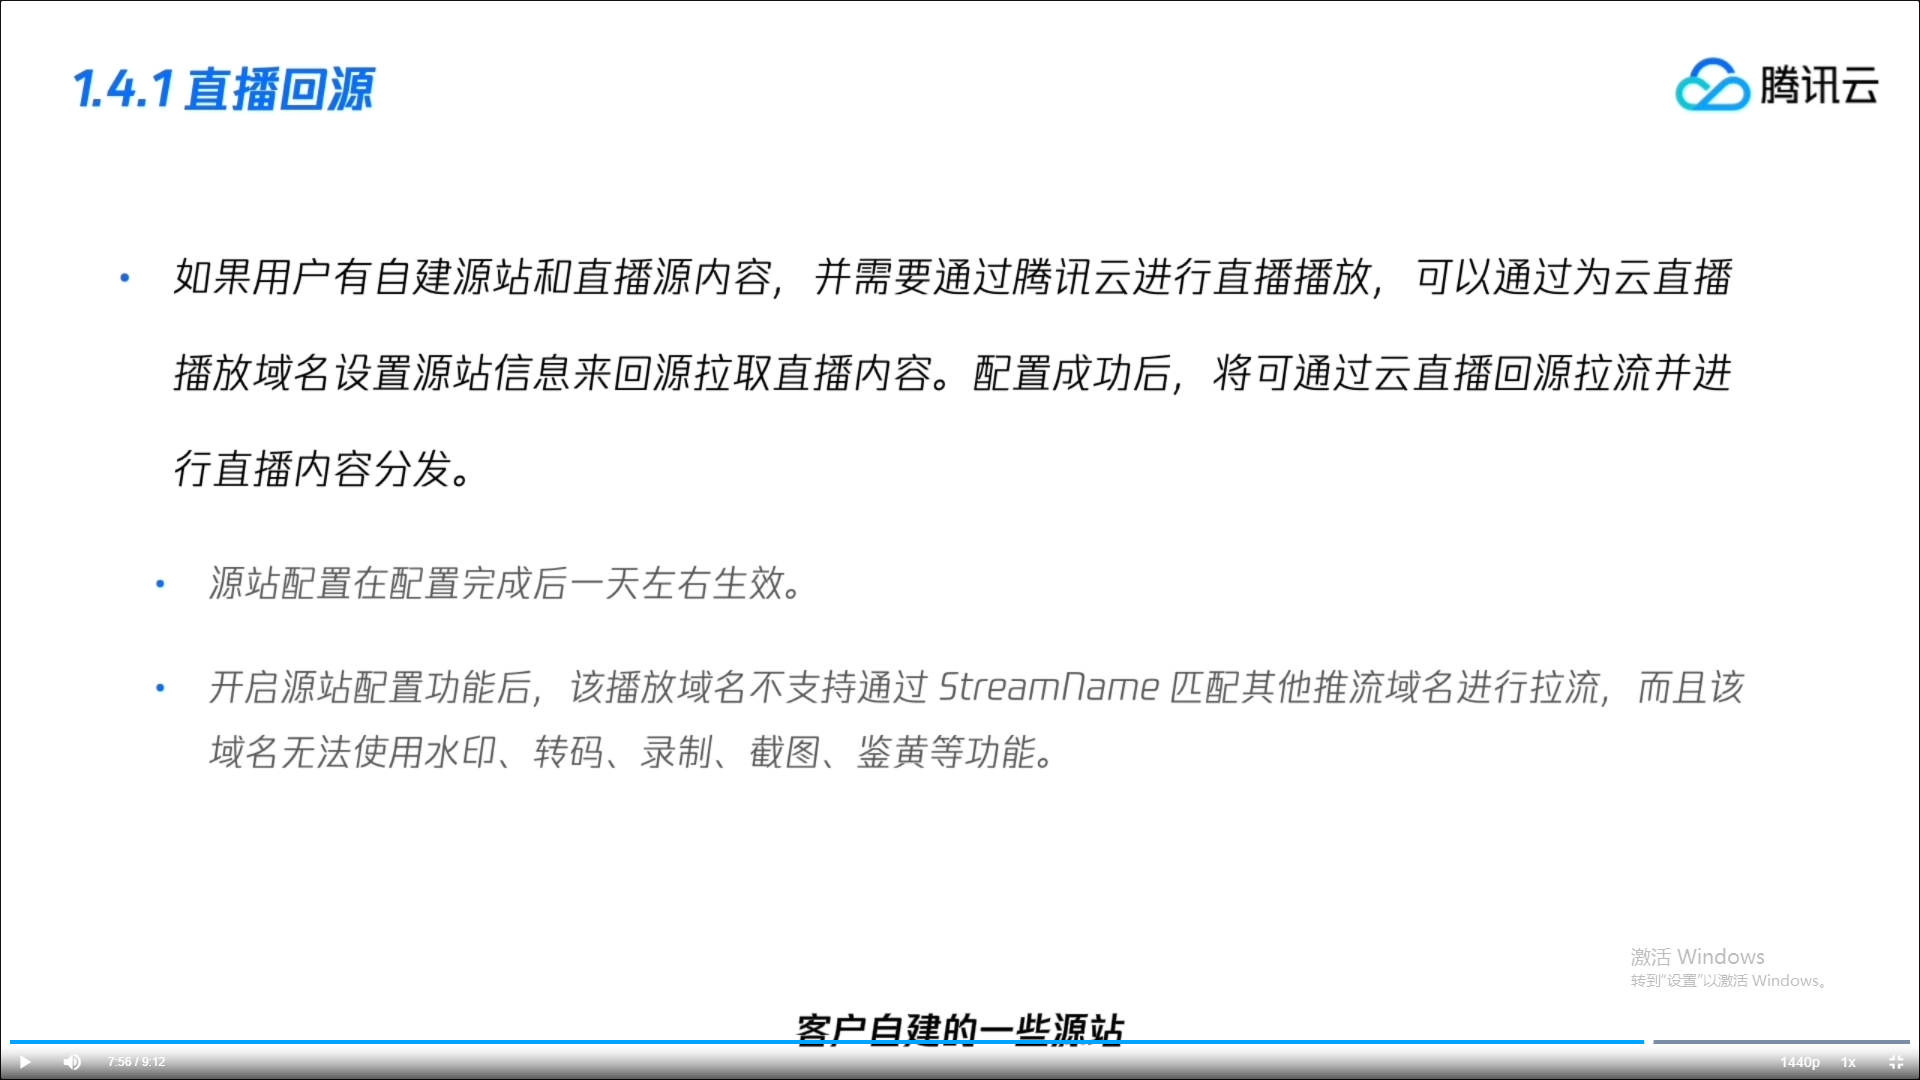 1.4.1 直播回源
腾讯云
• 如果用户有自建源站和直播源内容，并需要通过腾讯云进行直播播放，可以通过为云直播
播放域名设置源站信息来回源拉取直播内容。配置成功后，将可通过云直播回源拉流并进
行直播内容分发。
• 源站配置在配置完成后一天左右生效。
• 开启源站配置功能后，该播放域名不支持通过 StreamName 匹配其他推流域名进行拉流，而且该
域名无法使用水印、转码、录制、截图、鉴黄等功能。
激活 Windows
转到“设置”以激活 Windows。
客户自建的一些源站
7:56 / 9:12
1440p 1x